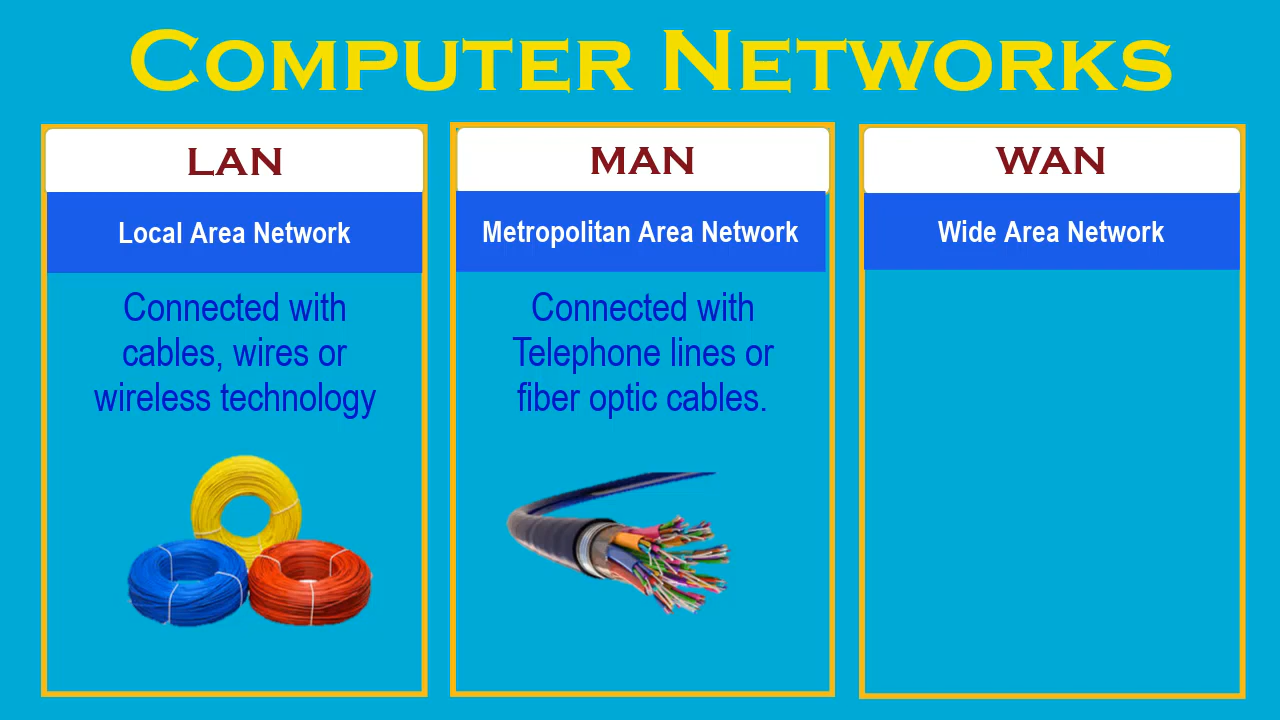 COMPUTER NETWORKS
LAN
Local Area Network
Connected with
cables, wires or
wireless technology
MAN
Metropolitan Area Network
Connected with
Telephone lines or
fiber optic cables.
WAN
Wide Area Network